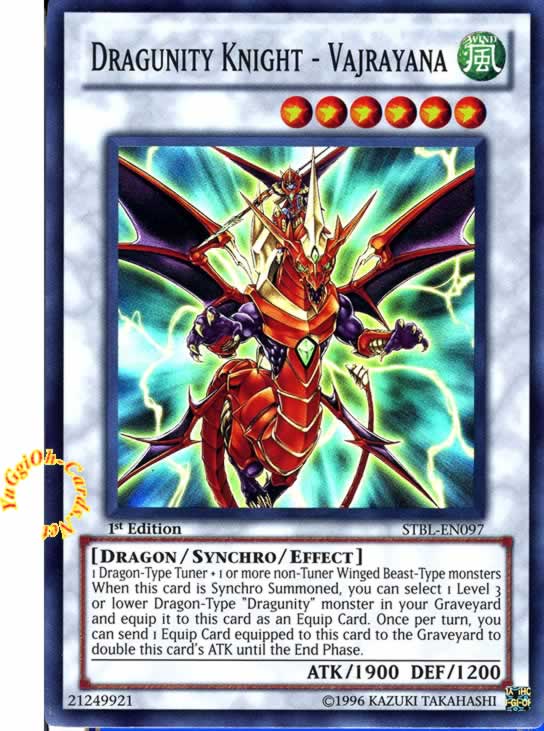 DRAGUNITY KNIGHT - VAJRAYANA
WIND
風
YuGgiOh-Cards.Net
1st Edition
STBL-EN097
[DRAGON/SYNCHRO/EFFECT]
1 Dragon-Type Tuner + 1 or more non-Tuner Winged Beast-Type monsters
When this card is Synchro Summoned, you can select 1 Level 3
or lower Dragon-Type "Dragunity" monster in your Graveyard
and equip it to this card as an Equip Card. Once per turn, you
can send 1 Equip Card equipped to this card to the Graveyard to
double this card's ATK until the End Phase.
ATK/1900 DEF/1200
21249921
©1996 KAZUKI TAKAHASHI